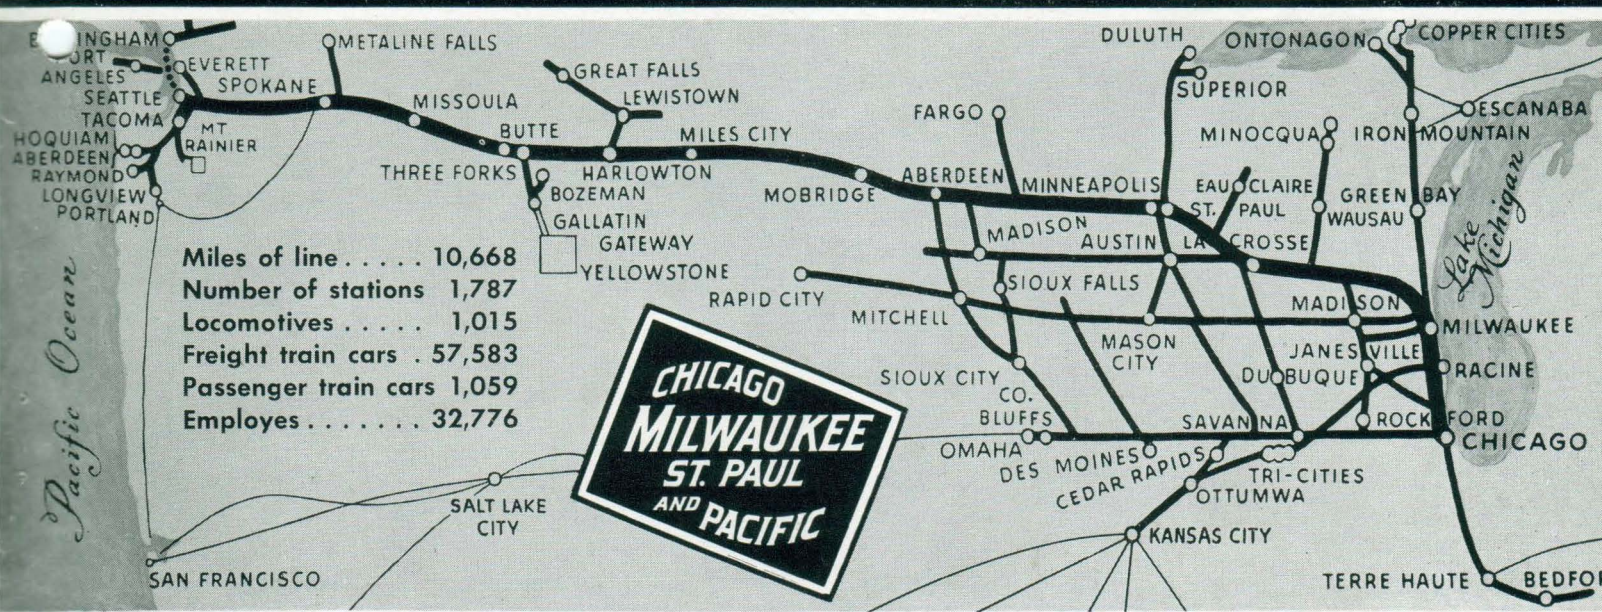 INGHAM
ORT
ANGELES
EVERETT
SEATTLE
SPOKANE
TACOMA
HOQUIAM
ABERDEEN
RAYMOND
LONGVIEW
PORTLAND
MT
RAINIER
METALINE FALLS
MISSOULA
BUTTE
THREE FORKS
GREAT FALLS
LEWISTOWN
HARLOWTON
MILES CITY
BOZEMAN
GALLATIN
GATEWAY
YELLOWSTONE
MOBRIDGE
ABERDEEN
FARGO
DULUTH
SUPERIOR
ONTONAGON
COPPER CITIES
ESCANABA
MINOCQUA
IRON MOUNTAIN
MINNEAPOLIS
ST. PAUL
EAU CLAIRE
WAUSAU
GREEN BAY
Lake
Michigan
MADISON
AUSTIN
LA CROSSE
SIOUX FALLS
RAPID CITY
MITCHELL
MASON
CITY
MADISON
MILWAUKEE
JANESVILLE
RACINE
DUBUQUE
SIOUX CITY
CO.
BLUFFS
OMAHA
DES MOINES
CEDAR RAPIDS
SAVANNA
ROCKFORD
CHICAGO
TRI-CITIES
OTTUMWA
KANSAS CITY
TERRE HAUTE
BEDFO
Pacific Ocean
Miles of line..... 10,668
Number of stations 1,787
Locomotives..... 1,015
Freight train cars . 57,583
Passenger train cars 1,059
Employes....... 32,776
CHICAGO
MILWAUKEE
ST. PAUL
AND PACIFIC
SALT LAKE
CITY
SAN FRANCISCO